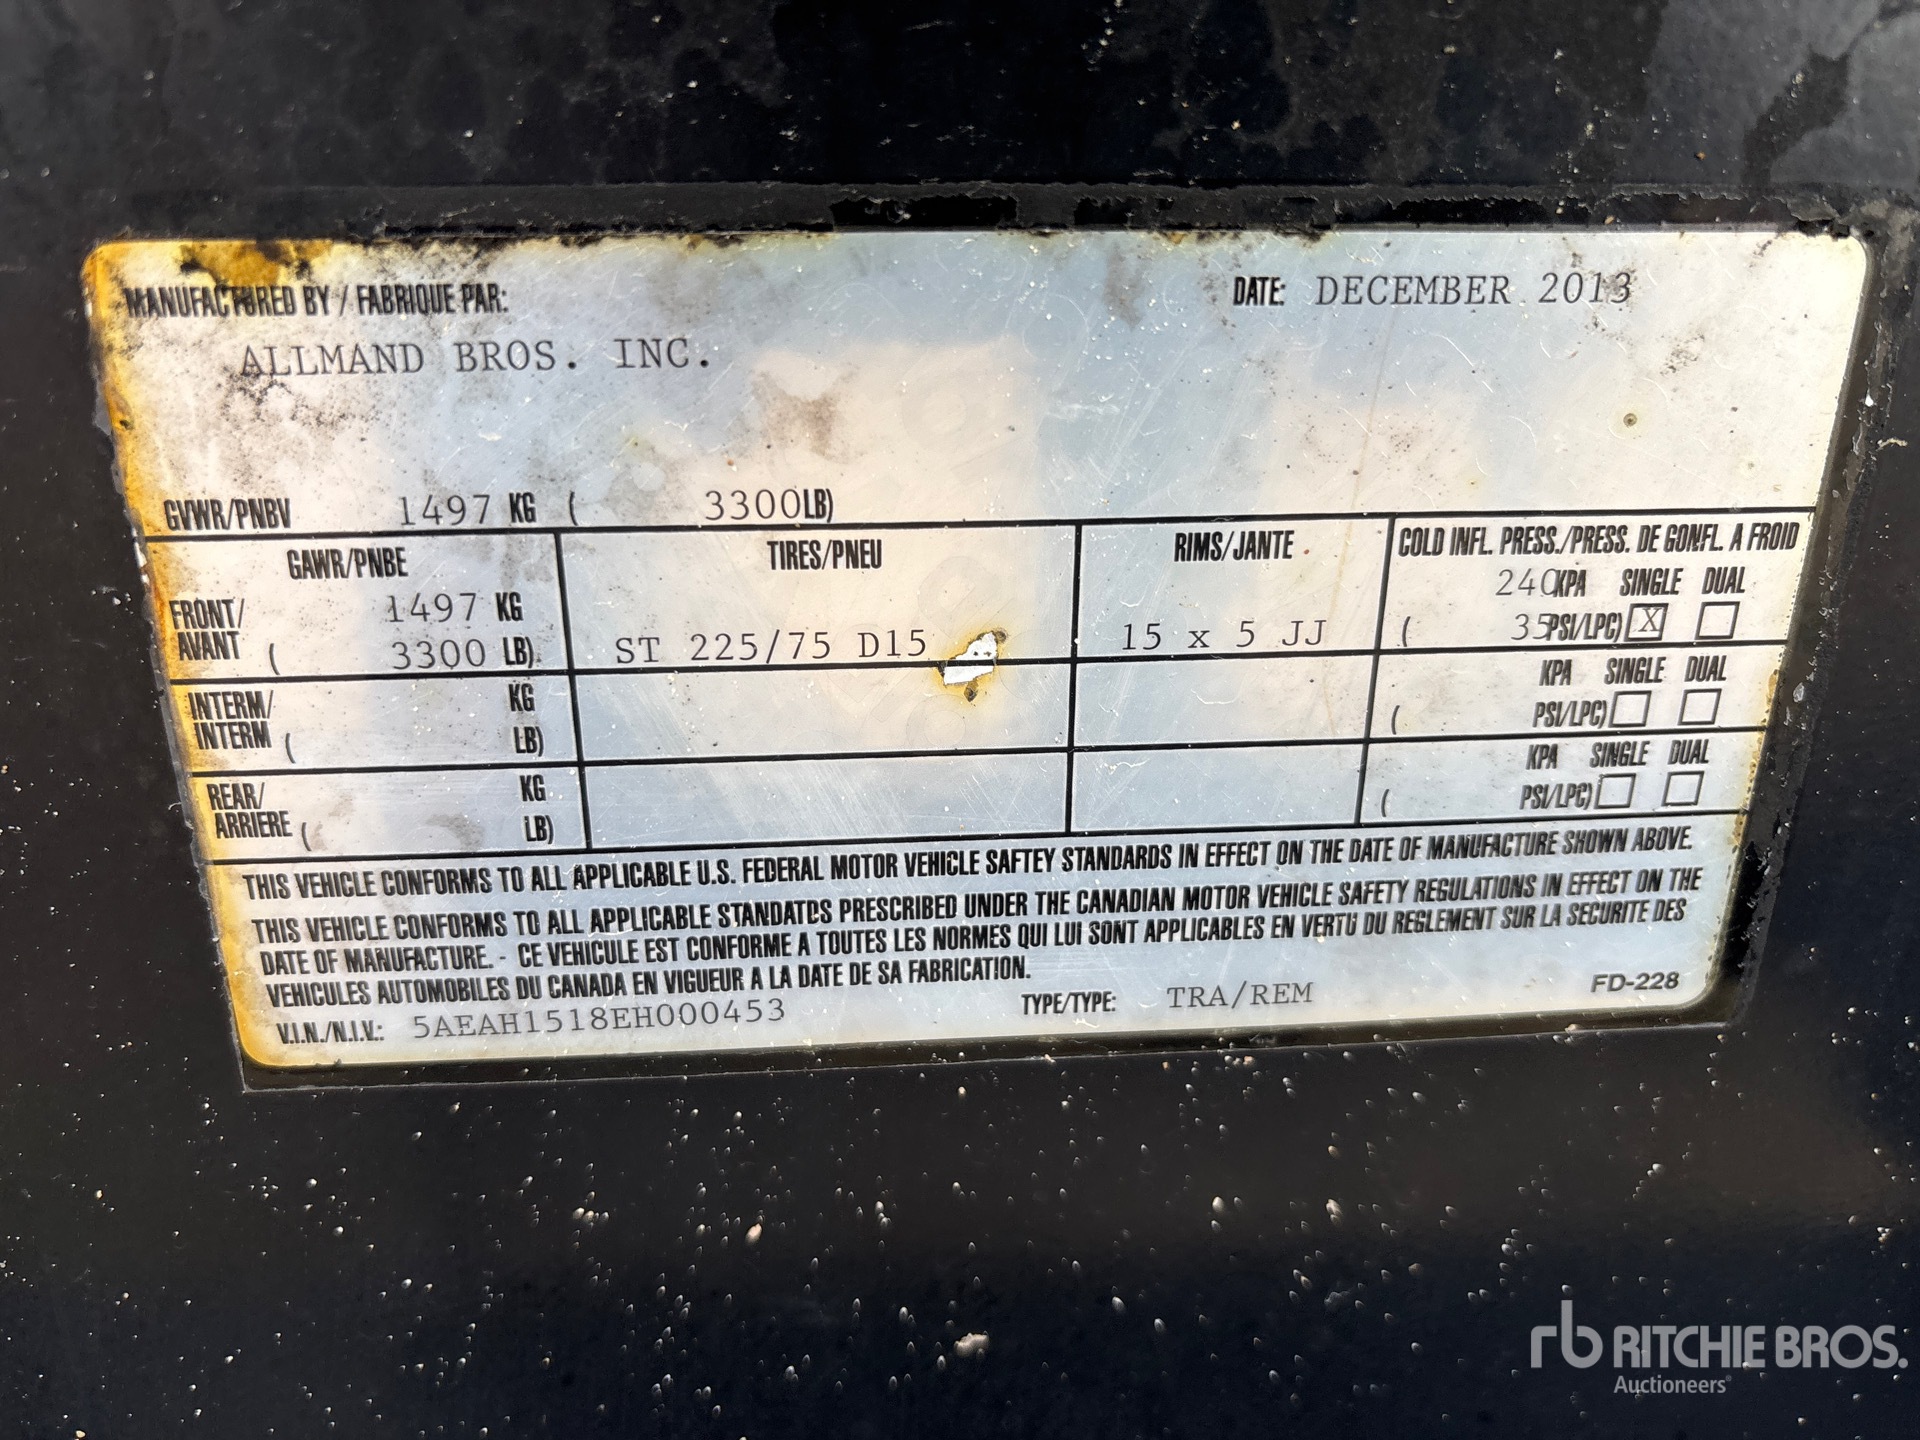 MANUFACTURED BY / FABRIQUE PAR: DATE: DECEMBER 2013
ALLMAND BROS. INC.
GVWR/PNBV 1497 KG ( 3300LB)
GAWR/PNBE TIRES/PNEU RIMS/JANTE COLD INFL. PRESS./PRESS. DE GONFL. A FROID
FRONT/ 1497 KG 240KPA SINGLE DUAL
AVANT ( 3300 LB) ST 225/75 D15 15 x 5 JJ ( 35PSI/LPC) X
INTERM/ KG KPA SINGLE DUAL
INTERM ( LB) ( PSI/LPC)
REAR/ KG KPA SINGLE DUAL
ARRIERE ( LB) ( PSI/LPC)
THIS VEHICLE CONFORMS TO ALL APPLICABLE U.S. FEDERAL MOTOR VEHICLE SAFTEY STANDARDS IN EFFECT ON THE DATE OF MANUFACTURE SHOWN ABOVE.
THIS VEHICLE CONFORMS TO ALL APPLICABLE STANDATDS PRESCRIBED UNDER THE CANADIAN MOTOR VEHICLE SAFETY REGULATIONS IN EFFECT ON THE
DATE OF MANUFACTURE. - CE VEHICULE EST CONFORME A TOUTES LES NORMES QUI LUI SONT APPLICABLES EN VERTU DU REGLEMENT SUR LA SECURITE DES
VEHICULES AUTOMOBILES DU CANADA EN VIGUEUR A LA DATE DE SA FABRICATION.
V.I.N./N.I.V.: 5AEAH1518EH000453 TYPE/TYPE: TRA/REM FD-228
rb RITCHIE BROS.
Auctioneers